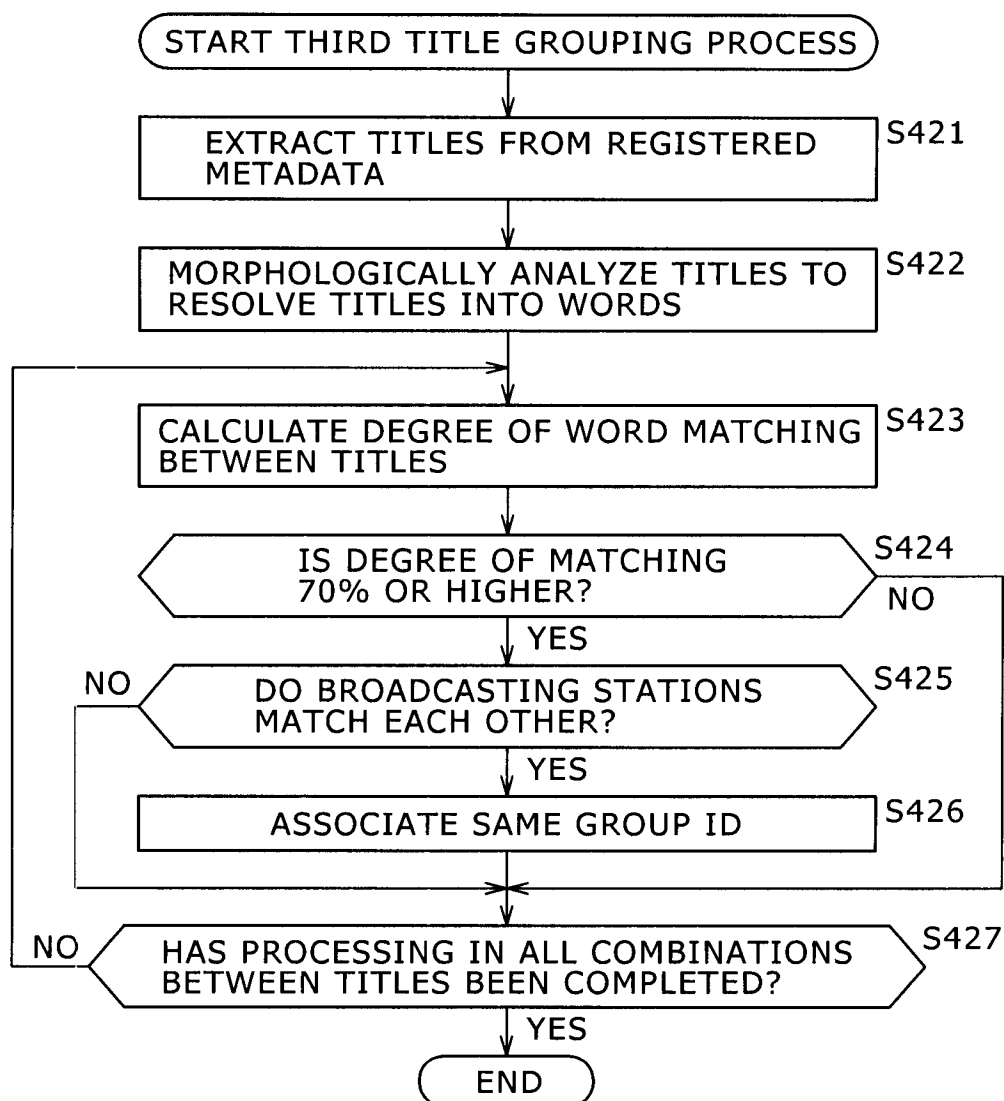 START THIRD TITLE GROUPING PROCESS
S421
EXTRACT TITLES FROM REGISTERED
METADATA
S422
MORPHOLOGICALLY ANALYZE TITLES TO
RESOLVE TITLES INTO WORDS
S423
CALCULATE DEGREE OF WORD MATCHING
BETWEEN TITLES
S424
IS DEGREE OF MATCHING
70% OR HIGHER?
NO
YES
S425
NO
DO BROADCASTING STATIONS
MATCH EACH OTHER?
YES
S426
ASSOCIATE SAME GROUP ID
S427
NO
HAS PROCESSING IN ALL COMBINATIONS
BETWEEN TITLES BEEN COMPLETED?
YES
END